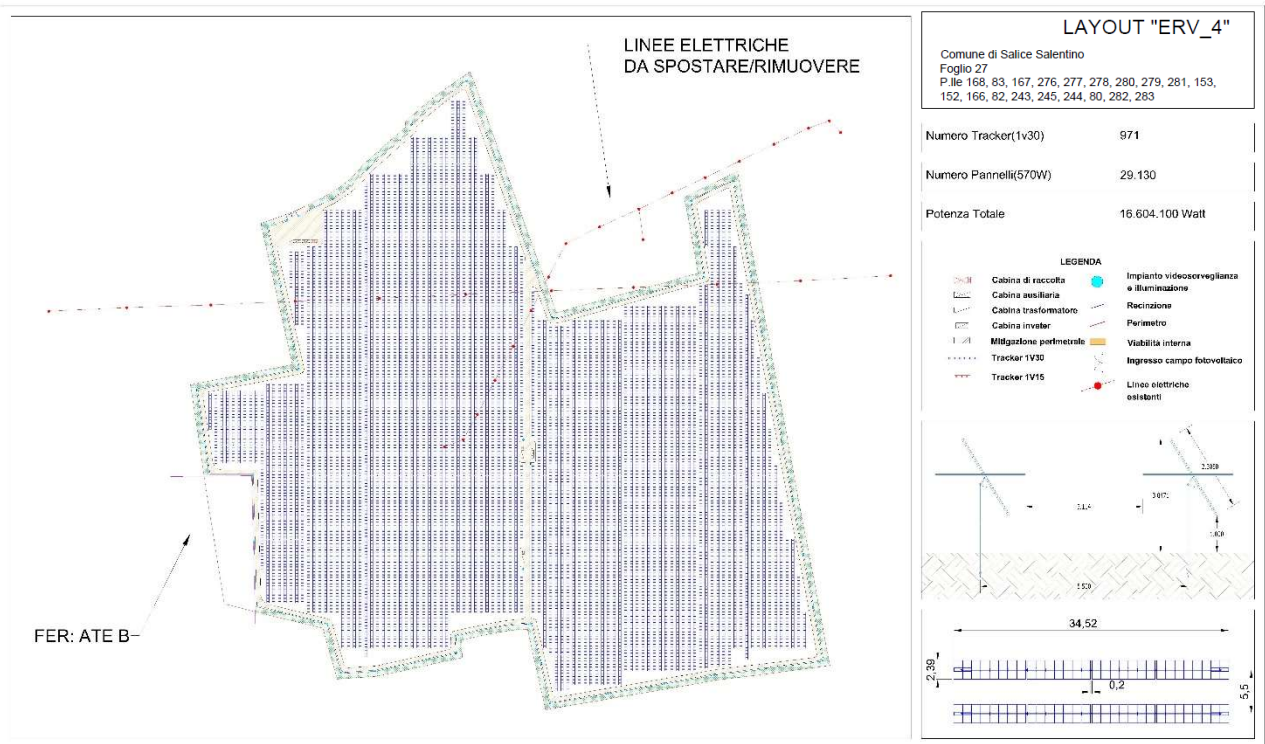 LINEE ELETTRICHE
DA SPOSTARE/RIMUOVERE
FER: ATE B
LAYOUT "ERV_4"
Comune di Salice Salentino
Foglio 27
P.lle 168, 83, 167, 276, 277, 278, 280, 279, 281, 153,
152, 166, 82, 243, 245, 244, 80, 282, 283
Numero Tracker(1v30) 971
Numero Pannelli(570W) 29.130
Potenza Totale 16.604.100 Watt
LEGENDA
Cabina di raccolta
Cabina ausiliaria
Cabina trasformatore
Cabina inveter
Mitigazione perimetrale
Tracker 1V30
Tracker 1V15
Impianto videosorveglianza
e illuminazione
Recinzione
Perimetro
Viabilità interna
Ingresso campo fotovoltaico
Linee elettriche
esistenti
34,52
2,39
0,2
5,5